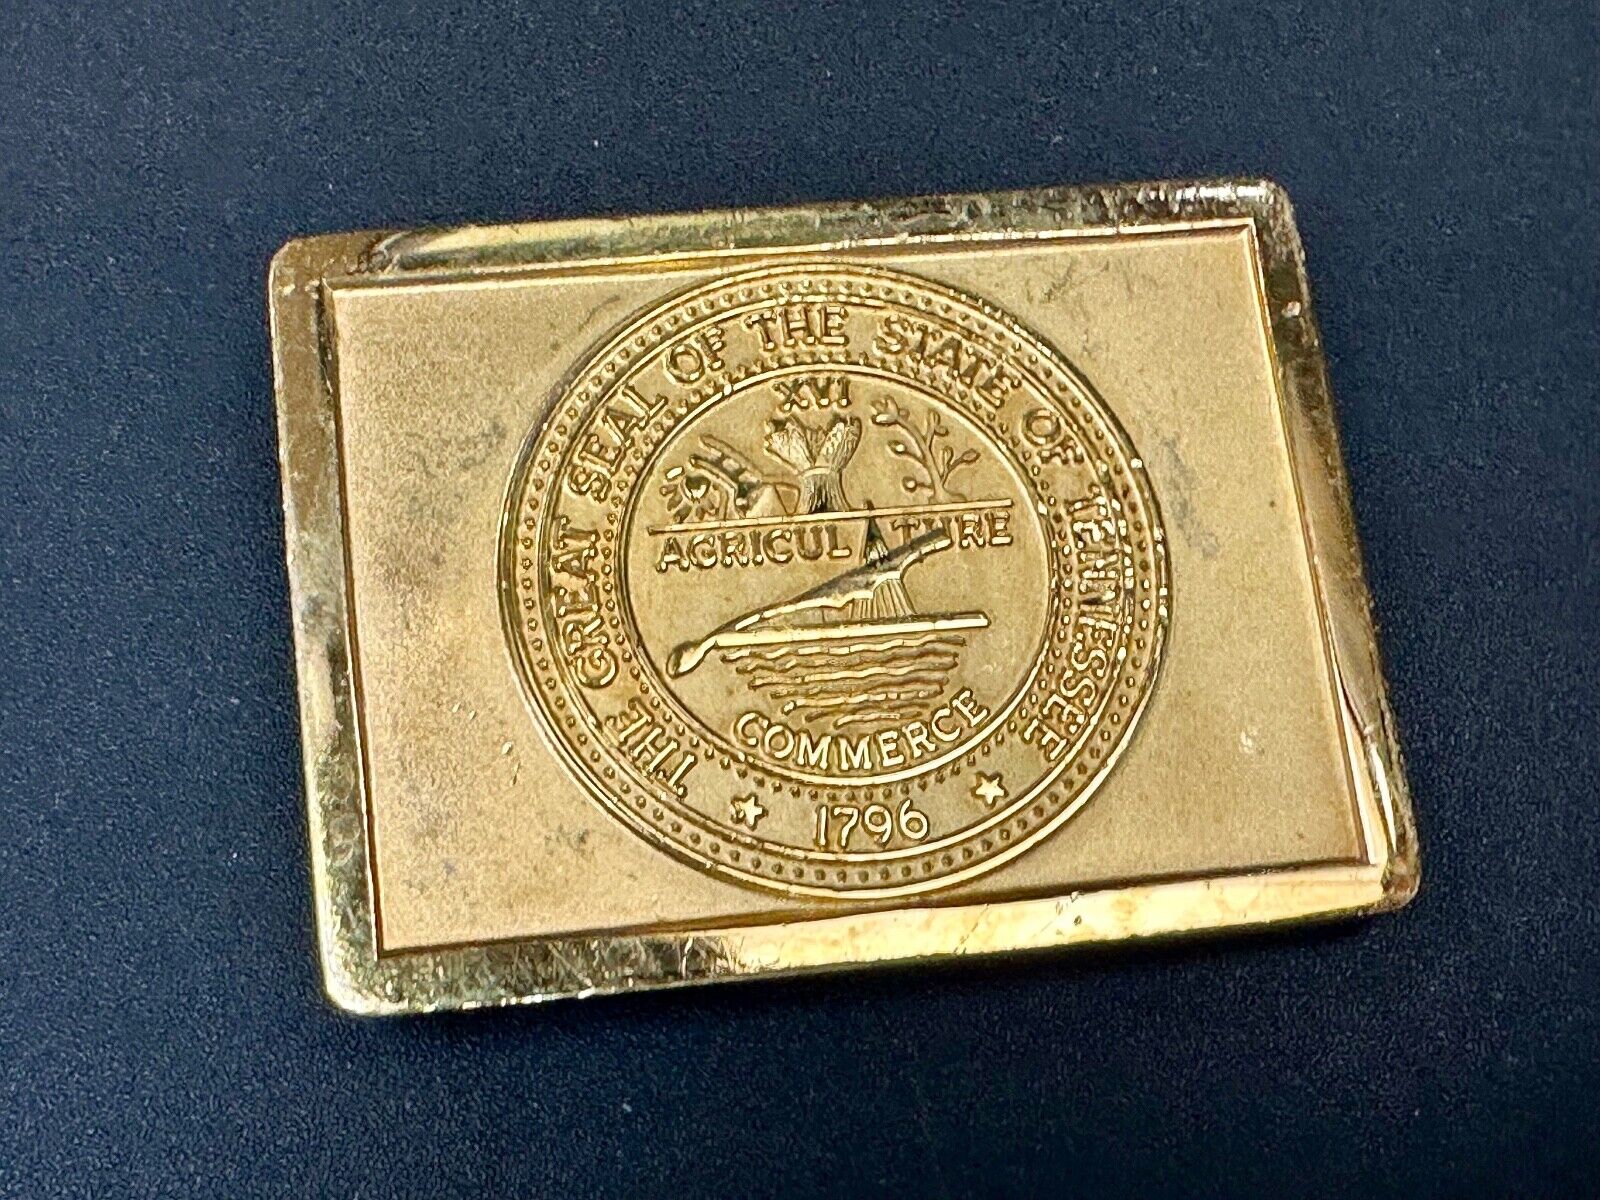 THE GREAT SEAL OF THE STATE OF TENNESSEE
XVI
AGRICULTURE
COMMERCE
1796